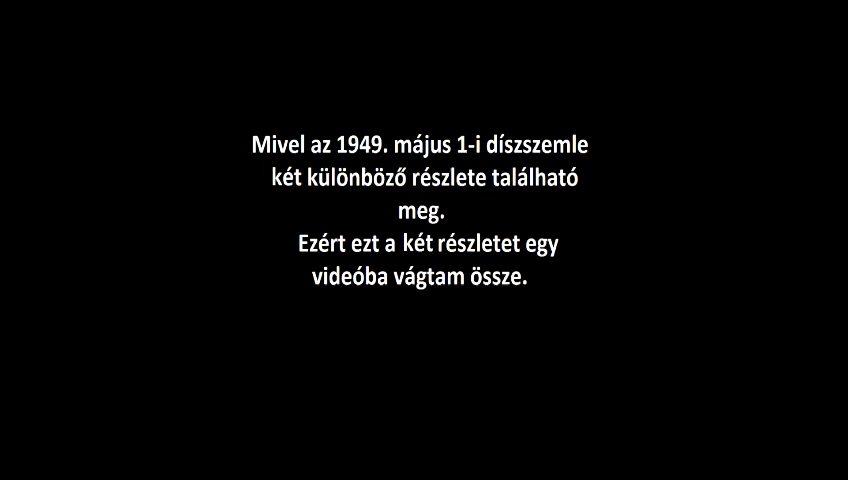 Mivel az 1949. május 1-i díszszemle
két különböző részlete található
meg.
Ezért ezt a két részletet egy
videóba vágtam össze.